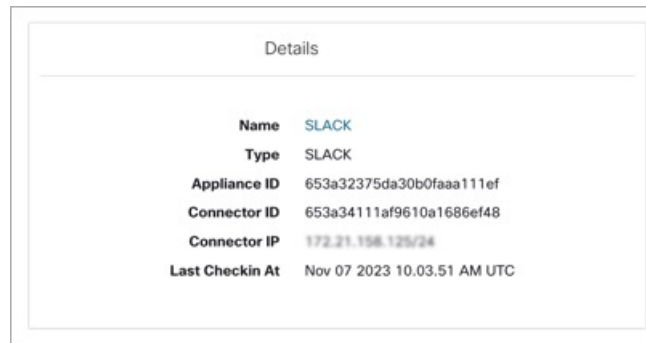 Details
Name SLACK
Type SLACK
Appliance ID 653a32375da30b0faaa111ef
Connector ID 653a34111af9610a1686ef48
Connector IP
Last Checkin At Nov 07 2023 10.03.51 AM UTC